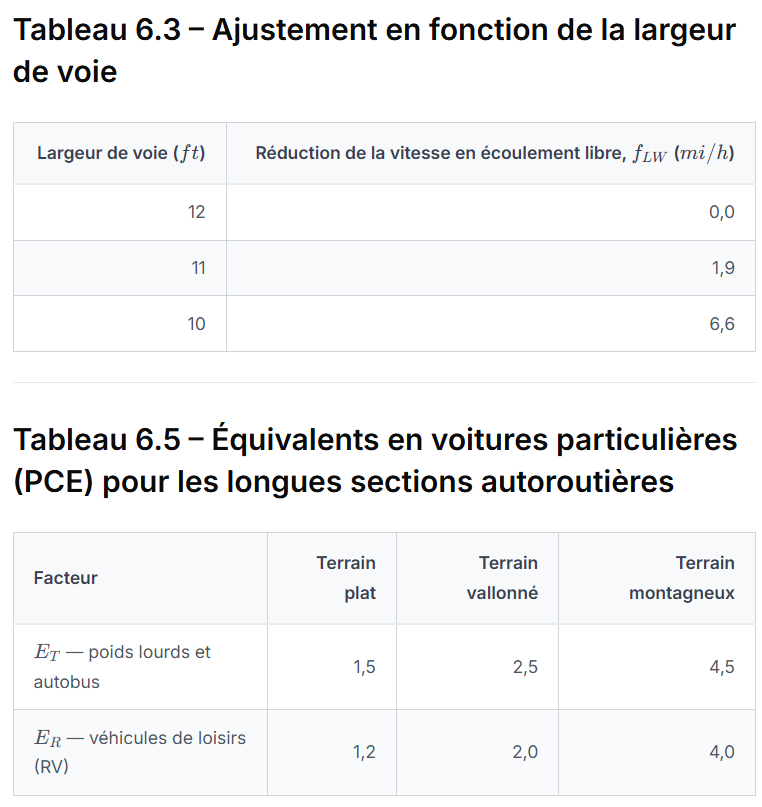 Tableau 6.3 – Ajustement en fonction de la largeur
de voie
Largeur de voie (ft)
Réduction de la vitesse en écoulement libre, f_LW (mi/h)
12
0,0
11
1,9
10
6,6
Tableau 6.5 – Équivalents en voitures particulières
(PCE) pour les longues sections autoroutières
Facteur
Terrain
plat
Terrain
vallonné
Terrain
montagneux
E_T — poids lourds et
autobus
1,5
2,5
4,5
E_R — véhicules de loisirs
(RV)
1,2
2,0
4,0